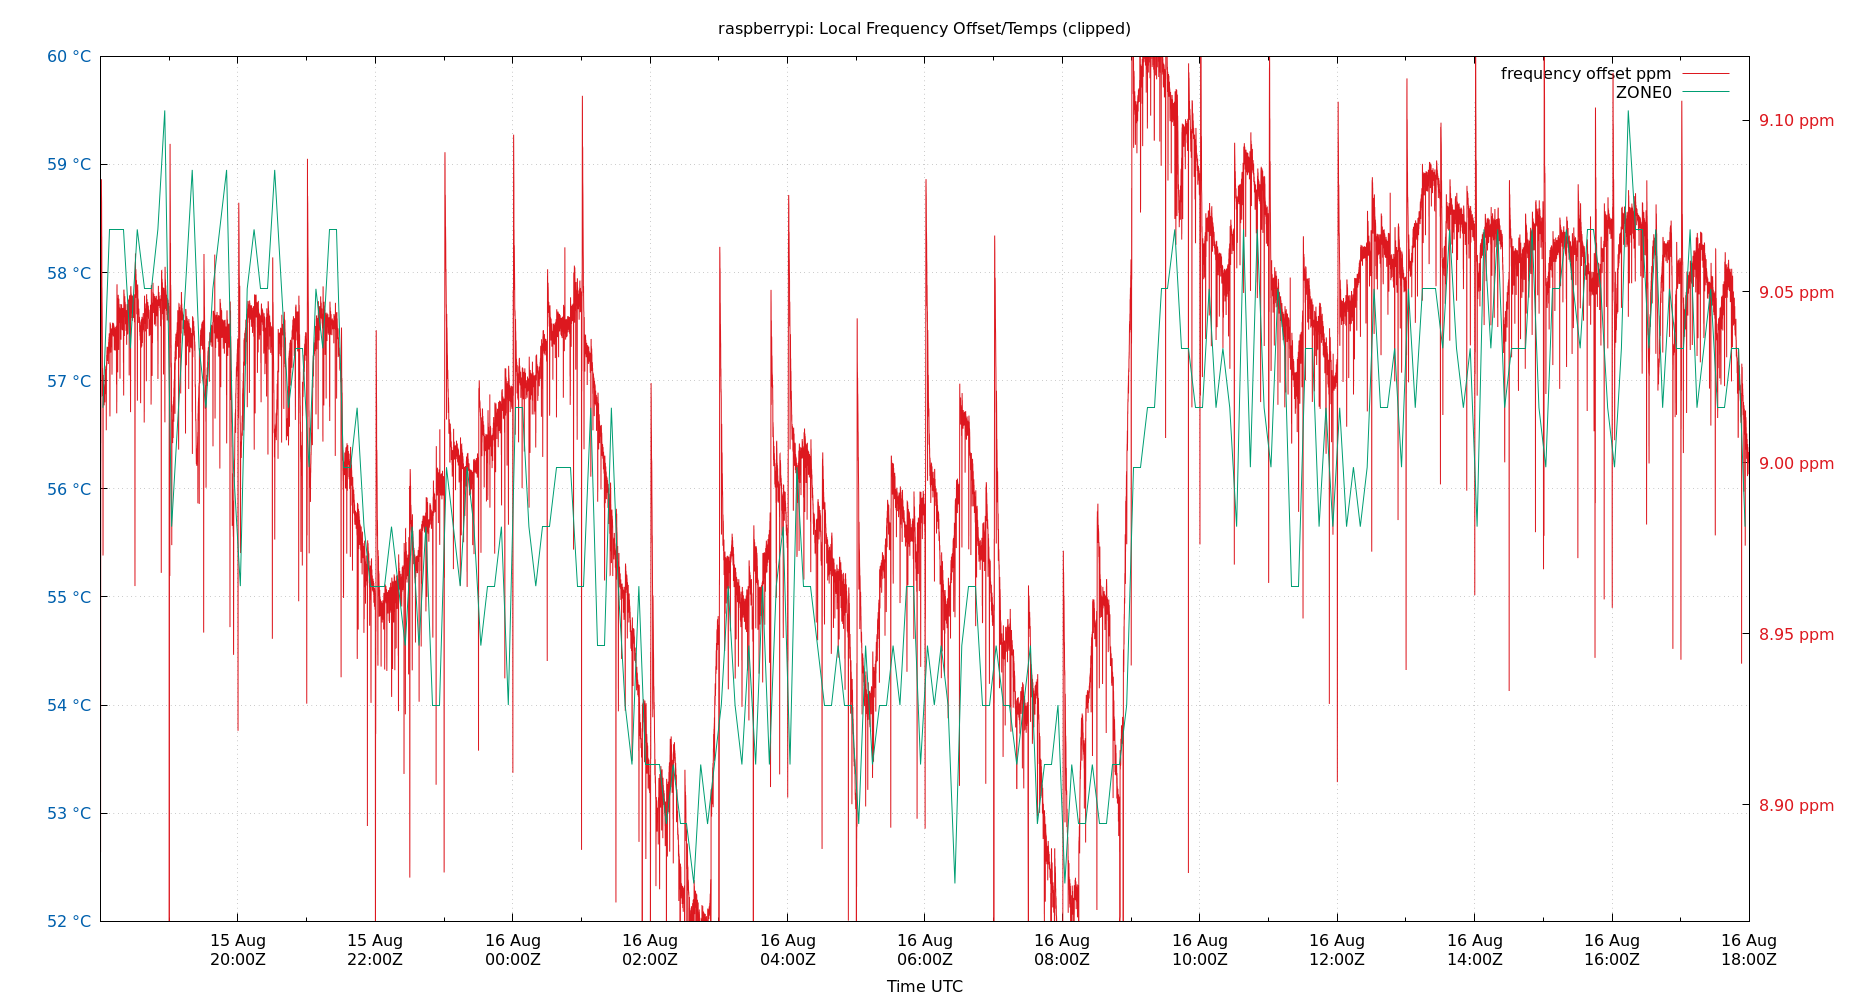 raspberrypi: Local Frequency Offset/Temps (clipped)
60 °C
59 °C
58 °C
57 °C
56 °C
55 °C
54 °C
53 °C
52 °C
frequency offset ppm
ZONE0
9.10 ppm
9.05 ppm
9.00 ppm
8.95 ppm
8.90 ppm
15 Aug 15 Aug 16 Aug 16 Aug 16 Aug 16 Aug 16 Aug 16 Aug 16 Aug 16 Aug 16 Aug 16 Aug
20:00Z 22:00Z 00:00Z 02:00Z 04:00Z 06:00Z 08:00Z 10:00Z 12:00Z 14:00Z 16:00Z 18:00Z
Time UTC